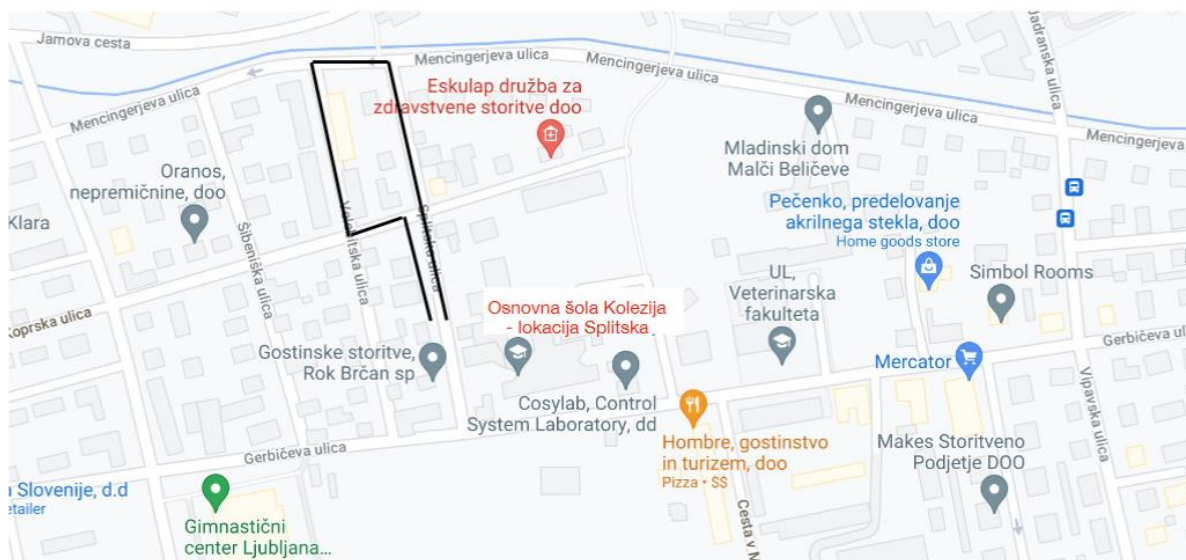 Jamova cesta
Mencingerjeva ulica
Mencingerjeva ulica
Mencingerjeva ulica
Mencingerjeva ulica
Mencingerjeva
Jadranska ulica
Eskulap družba za
zdravstvene storitve doo
Mladinski dom
Malči Beličeve
Oranos,
nepremičnine, doo
Klara
Šibeniška ulica
Velebitska ulica
Splitska ulica
Pečenko, predelovanje
akrilnega stekla, doo
Home goods store
UL,
Veterinarska
fakulteta
Simbol Rooms
Koprska ulica
Osnovna šola Kolezija
- lokacija Splitska
Gostinske storitve,
Rok Brčan sp
Mercator
Gerbičeva ul
Vipavska ulica
Cosylab, Control
System Laboratory, dd
Hombre, gostinstvo
in turizem, doo
Pizza • $$
Makes Storitveno
Podjetje DOO
Gerbičeva ulica
a Slovenije, d.d
etailer
Gimnastični
center Ljubljana...
Cesta v M